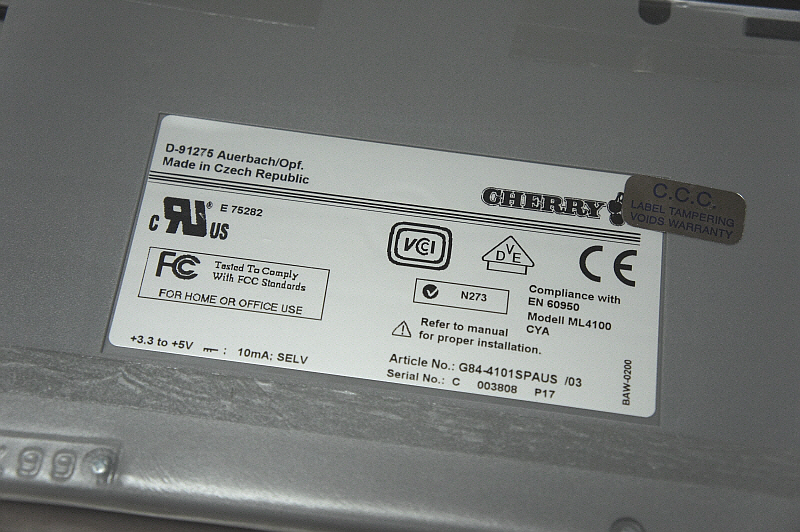 D-91275 Auerbach/Opf.
Made in Czech Republic
CHERRY
C.C.C.
LABEL TAMPERING
VOIDS WARRANTY
c RU ® US E 75282
VCI
DVE
CE
FC Tested To Comply
With FCC Standards
FOR HOME OR OFFICE USE
N273
Compliance with
EN 60950
Modell ML4100
CYA
Refer to manual
for proper installation.
+3.3 to +5V ⎓ : 10mA; SELV
Article No.: G84-4101SPAUS /03
Serial No.: C 003808 P17
BAW-0200
99